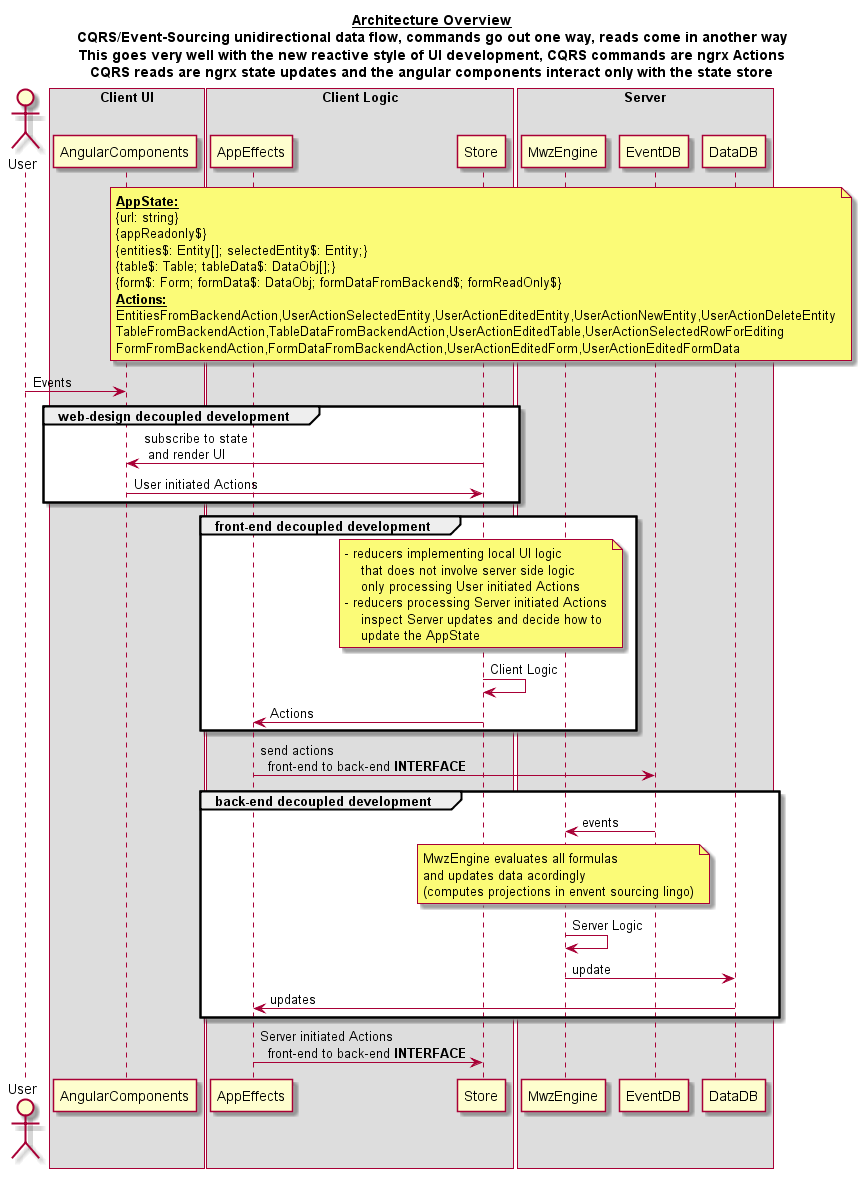 Architecture Overview
CQRS/Event-Sourcing unidirectional data flow, commands go out one way, reads come in another way
This goes very well with the new reactive style of UI development, CQRS commands are ngrx Actions
CQRS reads are ngrx state updates and the angular components interact only with the state store
Client UI
Client Logic
Server
User
AngularComponents
AppEffects
Store
MwzEngine
EventDB
DataDB
AppState:
{url: string}
{appReadonly$}
{entities$: Entity[]; selectedEntity$: Entity;}
{table$: Table; tableData$: DataObj[];}
{form$: Form; formData$: DataObj; formDataFromBackend$; formReadOnly$}
Actions:
EntitiesFromBackendAction,UserActionSelectedEntity,UserActionEditedEntity,UserActionNewEntity,UserActionDeleteEntity
TableFromBackendAction,TableDataFromBackendAction,UserActionEditedTable,UserActionSelectedRowForEditing
FormFromBackendAction,FormDataFromBackendAction,UserActionEditedForm,UserActionEditedFormData
Events
web-design decoupled development
subscribe to state
and render UI
User initiated Actions
front-end decoupled development
- reducers implementing local UI logic
that does not involve server side logic
only processing User initiated Actions
- reducers processing Server initiated Actions
inspect Server updates and decide how to
update the AppState
Client Logic
Actions
send actions
front-end to back-end INTERFACE
back-end decoupled development
events
MwzEngine evaluates all formulas
and updates data acordingly
(computes projections in envent sourcing lingo)
Server Logic
update
updates
Server initiated Actions
front-end to back-end INTERFACE
User
AngularComponents
AppEffects
Store
MwzEngine
EventDB
DataDB